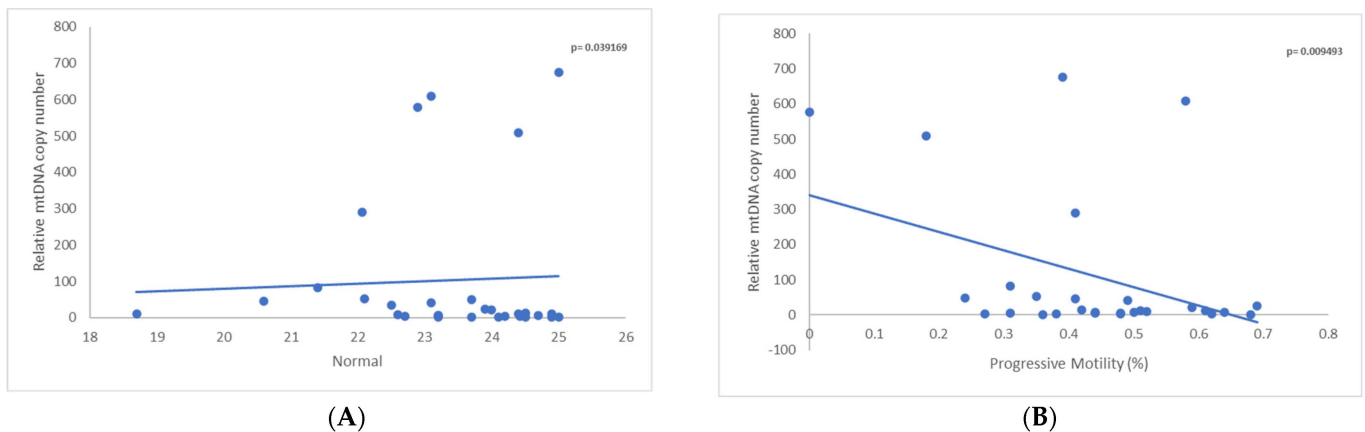 800
700
600
500
400
300
200
100
0
Relative mtDNA copy number
p= 0.039169
18 19 20 21 22 23 24 25 26
Normal
(A)
800
700
600
500
400
300
200
100
0
-100
Relative mtDNA copy number
p= 0.009493
0 0.1 0.2 0.3 0.4 0.5 0.6 0.7 0.8
Progressive Motility (%)
(B)